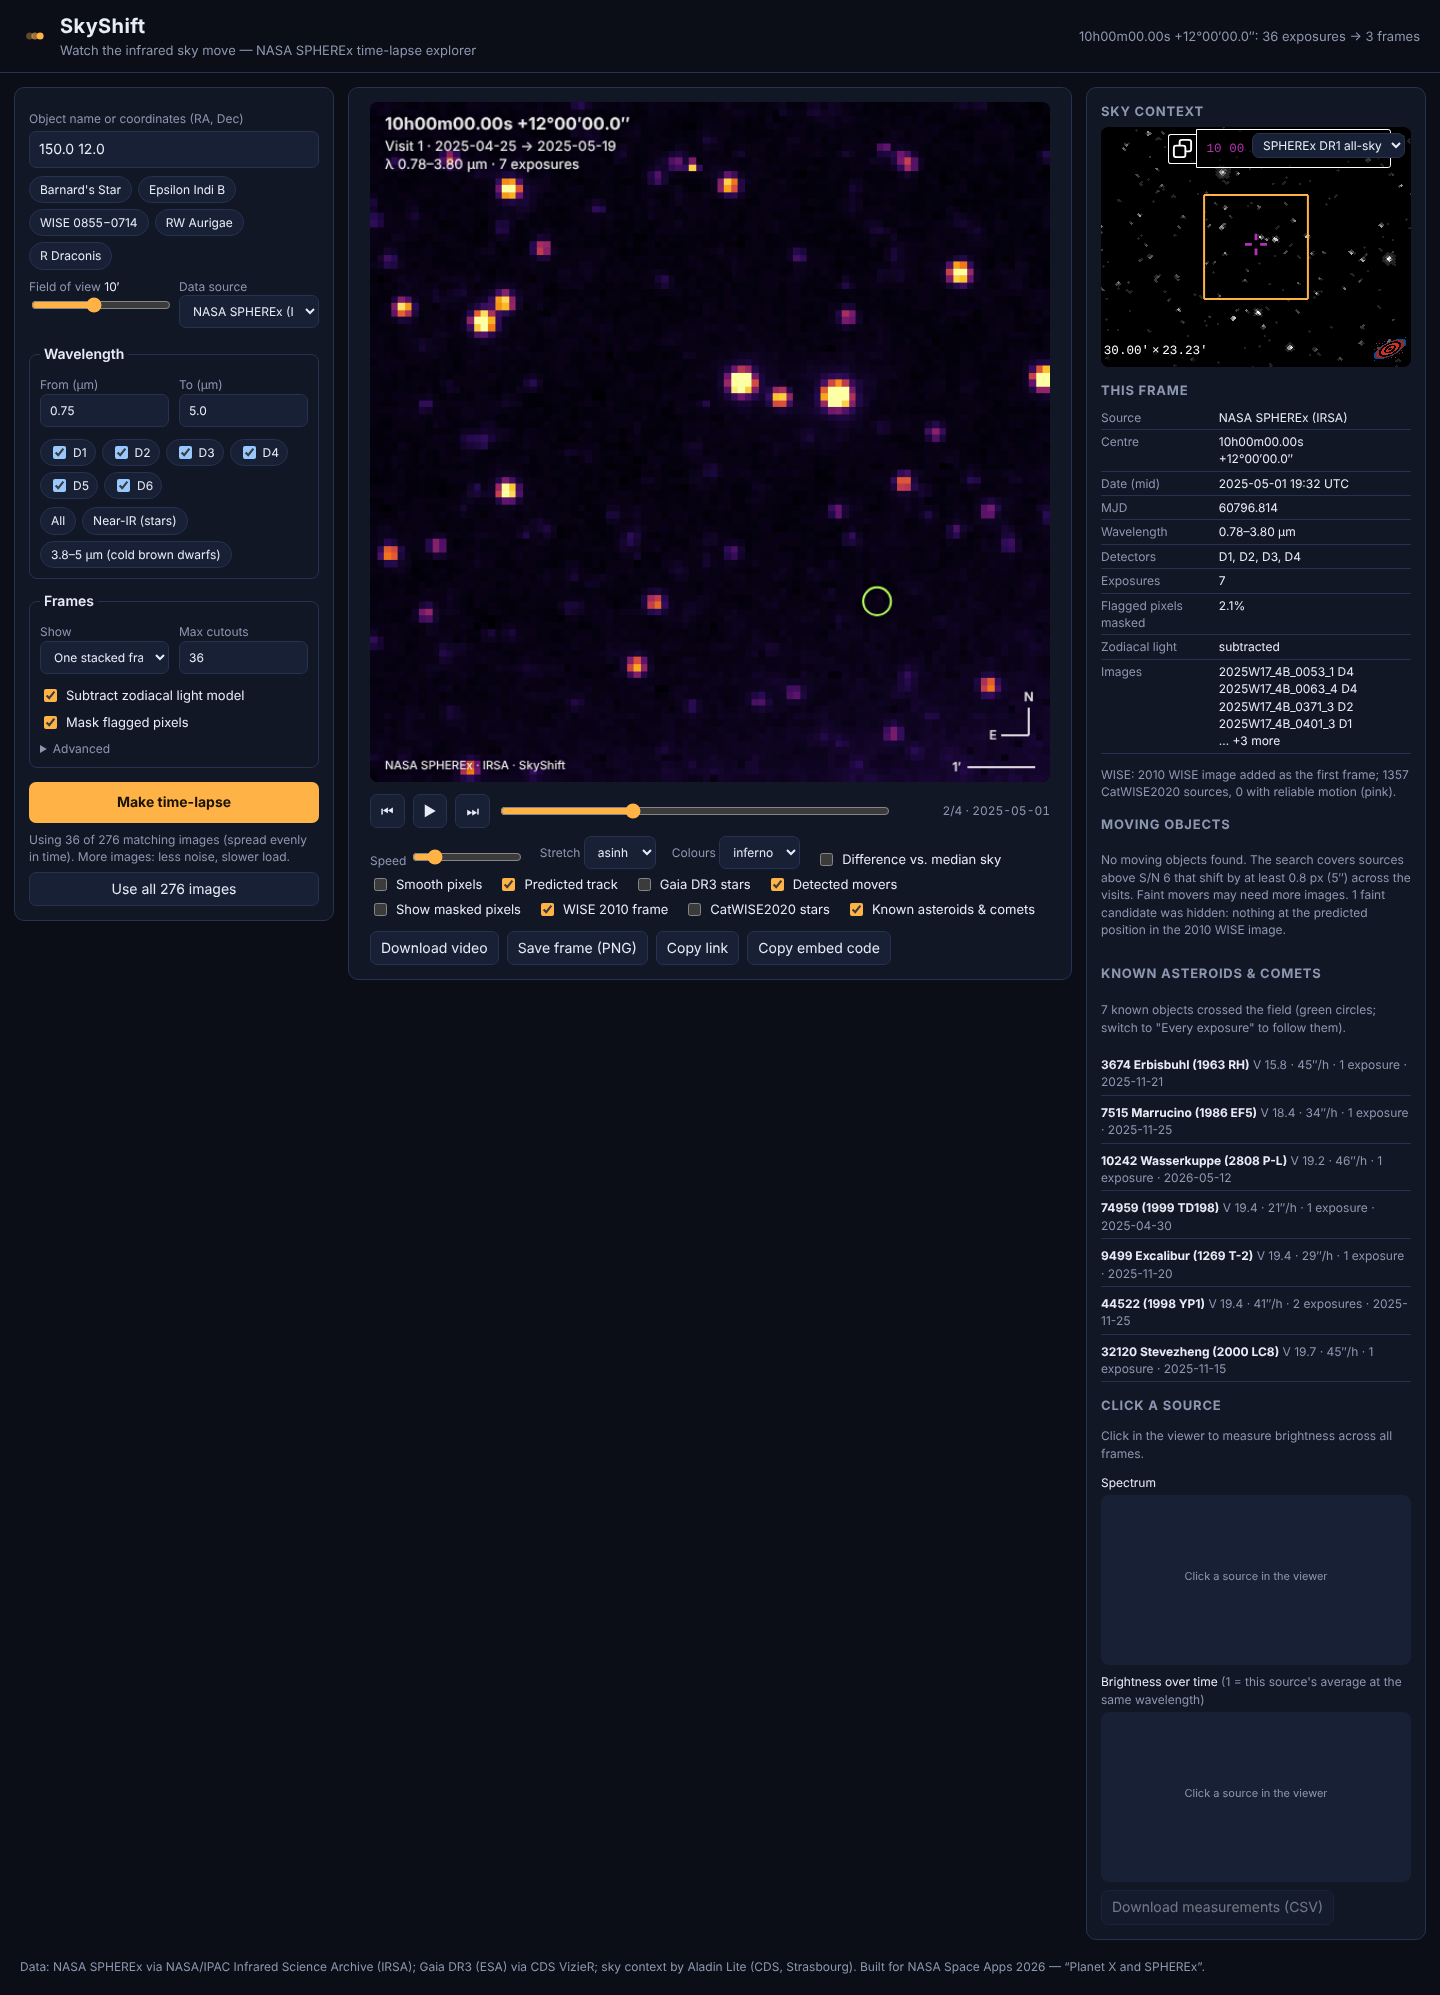 SkyShift
Watch the infrared sky move — NASA SPHEREx time-lapse explorer
10h00m00.00s +12°00′00.0″: 36 exposures → 3 frames
Object name or coordinates (RA, Dec)
150.0 12.0
Barnard's Star
Epsilon Indi B
WISE 0855−0714
RW Aurigae
R Draconis
Field of view 10′
Data source
NASA SPHEREx (I
Wavelength
From (µm)
To (µm)
0.75
5.0
D1
D2
D3
D4
D5
D6
All
Near-IR (stars)
3.8–5 µm (cold brown dwarfs)
Frames
Show
Max cutouts
One stacked fra
36
Subtract zodiacal light model
Mask flagged pixels
Advanced
Make time-lapse
Using 36 of 276 matching images (spread evenly
in time). More images: less noise, slower load.
Use all 276 images
10h00m00.00s +12°00′00.0″
Visit 1 · 2025-04-25 → 2025-05-19
λ 0.78–3.80 µm · 7 exposures
N
E
NASA SPHEREx · IRSA · SkyShift
1′
2/4 · 2025-05-01
Speed
Stretch
asinh
Colours
inferno
Difference vs. median sky
Smooth pixels
Predicted track
Gaia DR3 stars
Detected movers
Show masked pixels
WISE 2010 frame
CatWISE2020 stars
Known asteroids & comets
Download video
Save frame (PNG)
Copy link
Copy embed code
SKY CONTEXT
10 00
SPHEREx DR1 all-sky
30.00' × 23.23'
THIS FRAME
Source NASA SPHEREx (IRSA)
Centre 10h00m00.00s
+12°00′00.0″
Date (mid) 2025-05-01 19:32 UTC
MJD 60796.814
Wavelength 0.78–3.80 µm
Detectors D1, D2, D3, D4
Exposures 7
Flagged pixels 2.1%
masked
Zodiacal light subtracted
Images 2025W17_4B_0053_1 D4
2025W17_4B_0063_4 D4
2025W17_4B_0371_3 D2
2025W17_4B_0401_3 D1
… +3 more
WISE: 2010 WISE image added as the first frame; 1357
CatWISE2020 sources, 0 with reliable motion (pink).
MOVING OBJECTS
No moving objects found. The search covers sources
above S/N 6 that shift by at least 0.8 px (5″) across the
visits. Faint movers may need more images. 1 faint
candidate was hidden: nothing at the predicted
position in the 2010 WISE image.
KNOWN ASTEROIDS & COMETS
7 known objects crossed the field (green circles;
switch to "Every exposure" to follow them).
3674 Erbisbuhl (1963 RH) V 15.8 · 45″/h · 1 exposure ·
2025-11-21
7515 Marrucino (1986 EF5) V 18.4 · 34″/h · 1 exposure
· 2025-11-25
10242 Wasserkuppe (2808 P-L) V 19.2 · 46″/h · 1
exposure · 2026-05-12
74959 (1999 TD198) V 19.4 · 21″/h · 1 exposure ·
2025-04-30
9499 Excalibur (1269 T-2) V 19.4 · 29″/h · 1 exposure
· 2025-11-20
44522 (1998 YP1) V 19.4 · 41″/h · 2 exposures · 2025-
11-25
32120 Stevezheng (2000 LC8) V 19.7 · 45″/h · 1
exposure · 2025-11-15
CLICK A SOURCE
Click in the viewer to measure brightness across all
frames.
Spectrum
Click a source in the viewer
Brightness over time (1 = this source's average at the
same wavelength)
Click a source in the viewer
Download measurements (CSV)
Data: NASA SPHEREx via NASA/IPAC Infrared Science Archive (IRSA); Gaia DR3 (ESA) via CDS VizieR; sky context by Aladin Lite (CDS, Strasbourg). Built for NASA Space Apps 2026 — “Planet X and SPHEREx”.